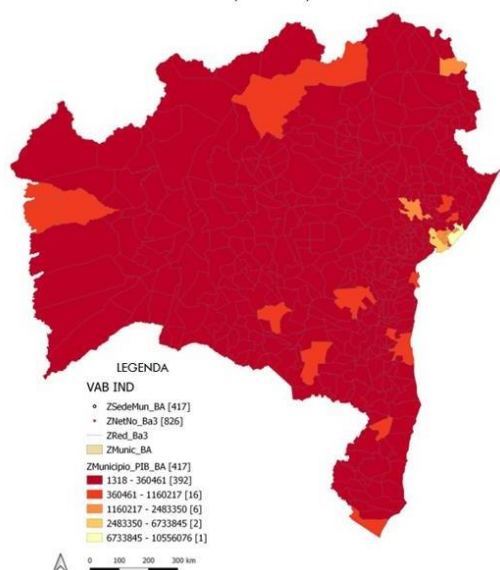 LEGENDA
VAB IND
ZSedeMun_BA [417]
ZNetNo_Ba3 [826]
ZRed_Ba3
ZMunic_BA
ZMunicipio_PIB_BA [417]
1318 - 360461 [392]
360461 - 1160217 [16]
1160217 - 2483350 [6]
2483350 - 6733845 [2]
6733845 - 10556076 [1]
0 100 200 300 km